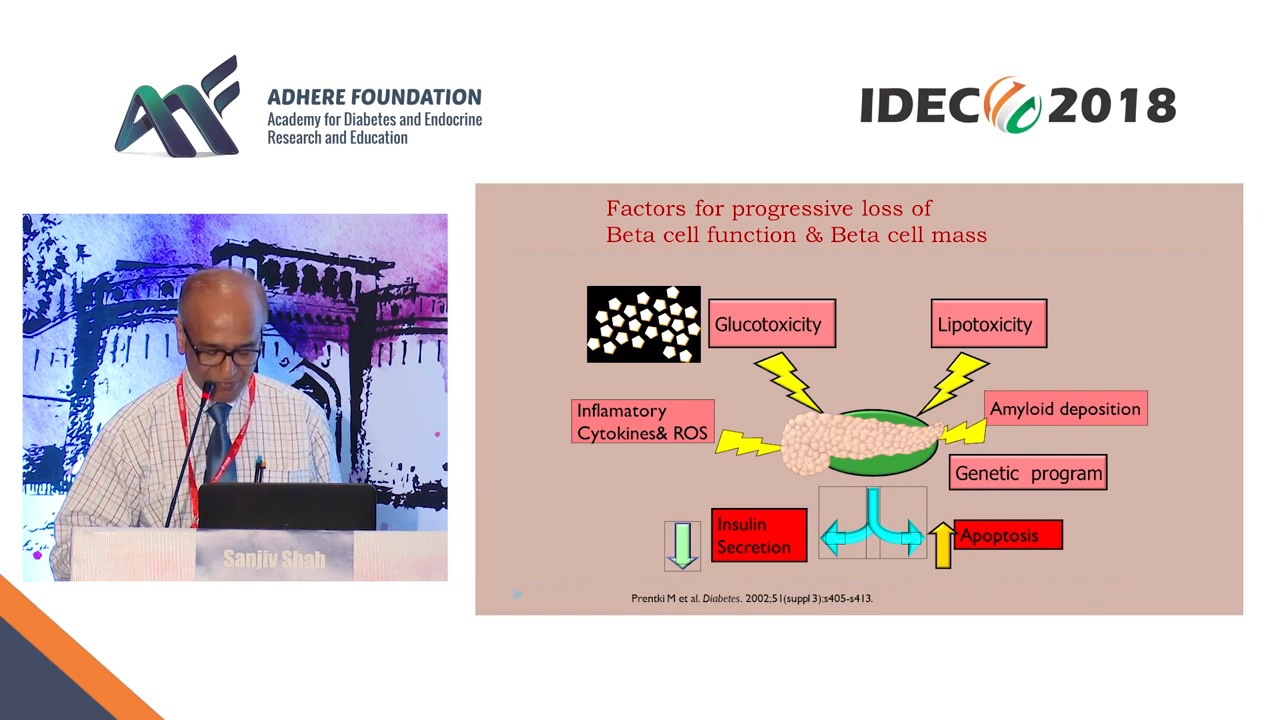 ADHERE FOUNDATION
Academy for Diabetes and Endocrine
Research and Education
IDEC 2018
Factors for progressive loss of
Beta cell function & Beta cell mass
Glucotoxicity
Lipotoxicity
Inflamatory
Cytokines& ROS
Amyloid deposition
Genetic program
Insulin
Secretion
Apoptosis
Prentki M et al. Diabetes. 2002;51(suppl 3):s405-s413.
Sanjiv Shah